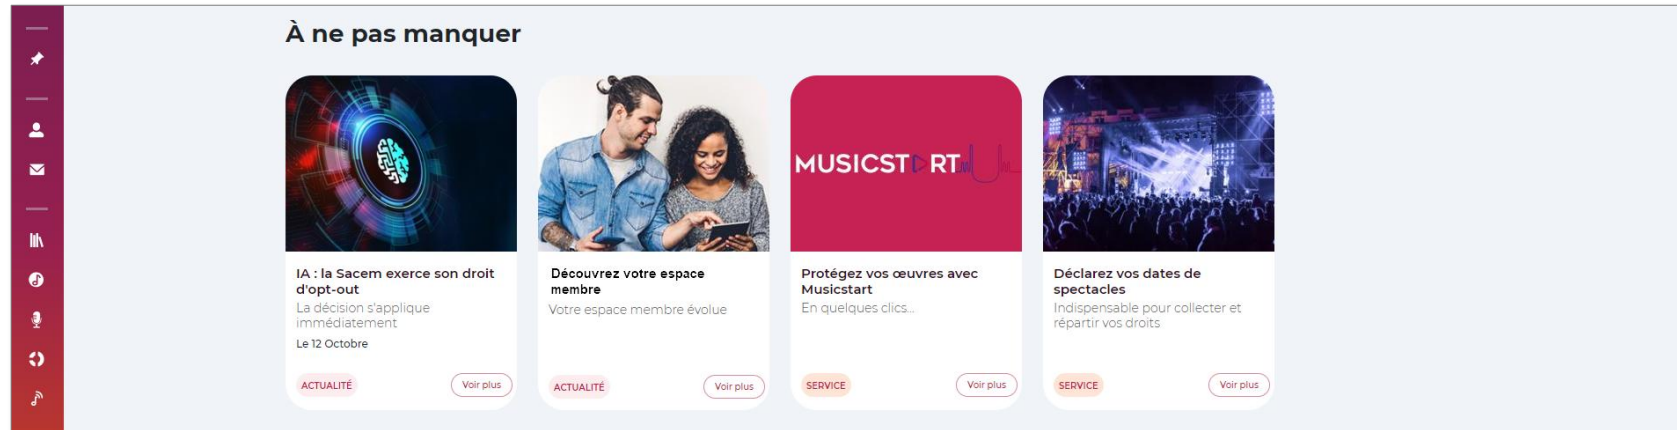 À ne pas manquer
MUSICSTART
IA : la Sacem exerce son droit
d'opt-out
La décision s'applique
immédiatement
Le 12 Octobre
ACTUALITÉ
Voir plus
Découvrez votre espace
membre
Votre espace membre évolue
ACTUALITÉ
Voir plus
Protégez vos œuvres avec
Musicstart
En quelques clics...
SERVICE
Voir plus
Déclarez vos dates de
spectacles
Indispensable pour collecter et
répartir vos droits
SERVICE
Voir plus